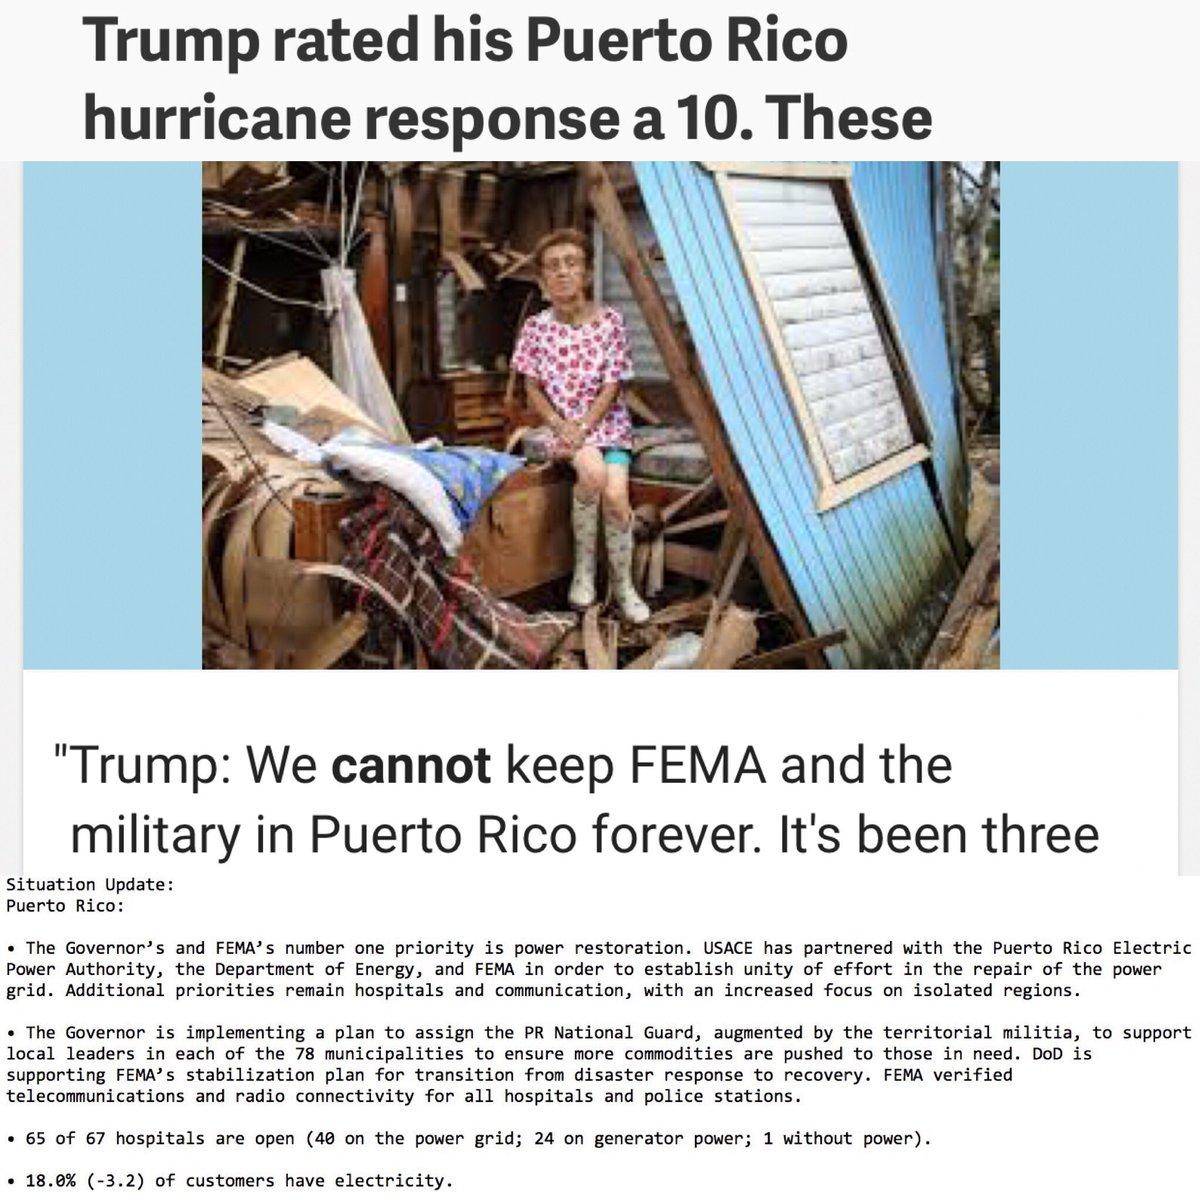 Trump rated his Puerto Rico
hurricane response a 10. These
"Trump: We cannot keep FEMA and the
military in Puerto Rico forever. It's been three
Situation Update:
Puerto Rico:
• The Governor’s and FEMA’s number one priority is power restoration. USACE has partnered with the Puerto Rico Electric
Power Authority, the Department of Energy, and FEMA in order to establish unity of effort in the repair of the power
grid. Additional priorities remain hospitals and communication, with an increased focus on isolated regions.
• The Governor is implementing a plan to assign the PR National Guard, augmented by the territorial militia, to support
local leaders in each of the 78 municipalities to ensure more commodities are pushed to those in need. DoD is
supporting FEMA’s stabilization plan for transition from disaster response to recovery. FEMA verified
telecommunications and radio connectivity for all hospitals and police stations.
• 65 of 67 hospitals are open (40 on the power grid; 24 on generator power; 1 without power).
• 18.0% (-3.2) of customers have electricity.